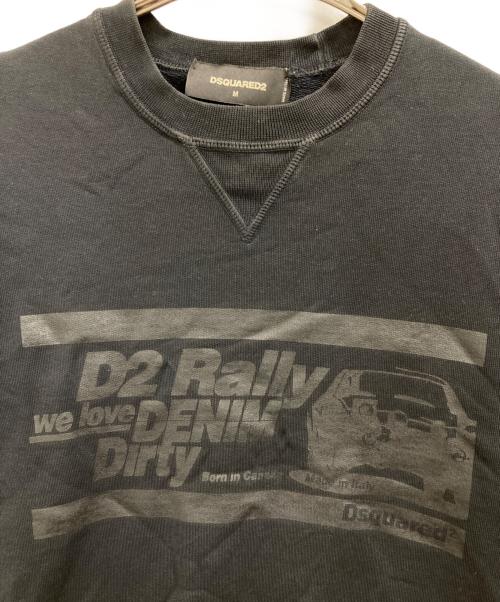 DSQUARED2
M
D2 Rally
we love DENIM
Dirty
Born in Canada
Made in Italy
Dsquared2